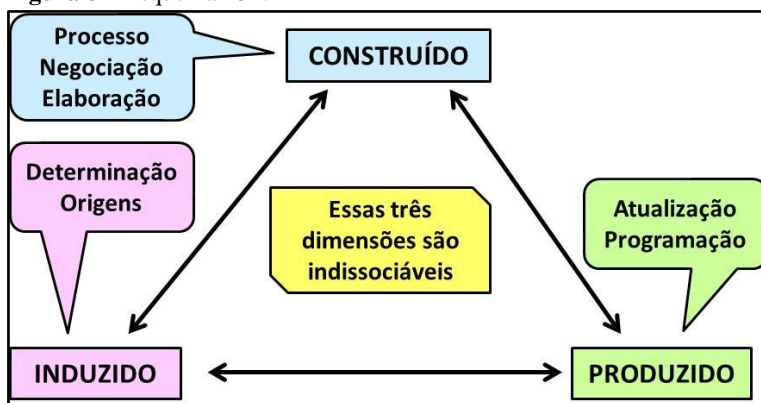 Processo
Negociação
Elaboração
CONSTRUÍDO
Determinação
Origens
Essas três
dimensões são
indissociáveis
Atualização
Programação
INDUZIDO
PRODUZIDO